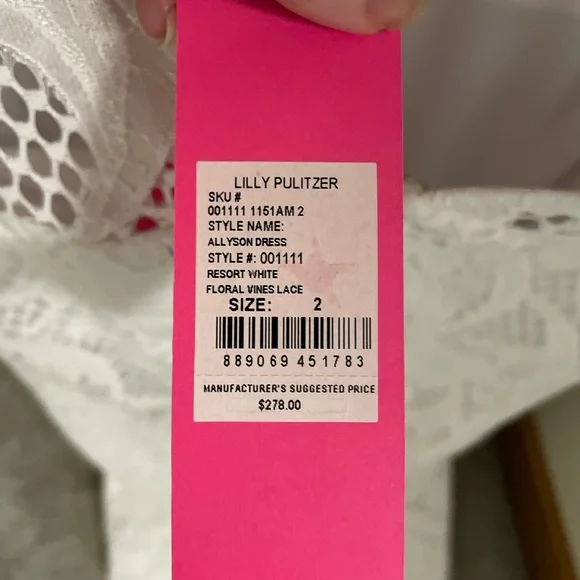 LILLY PULITZER
SKU #
001111 1151AM 2
STYLE NAME:
ALLYSON DRESS
STYLE #: 001111
RESORT WHITE
FLORAL VINES LACE
SIZE: 2
889069 451783
MANUFACTURER'S SUGGESTED PRICE
$278.00